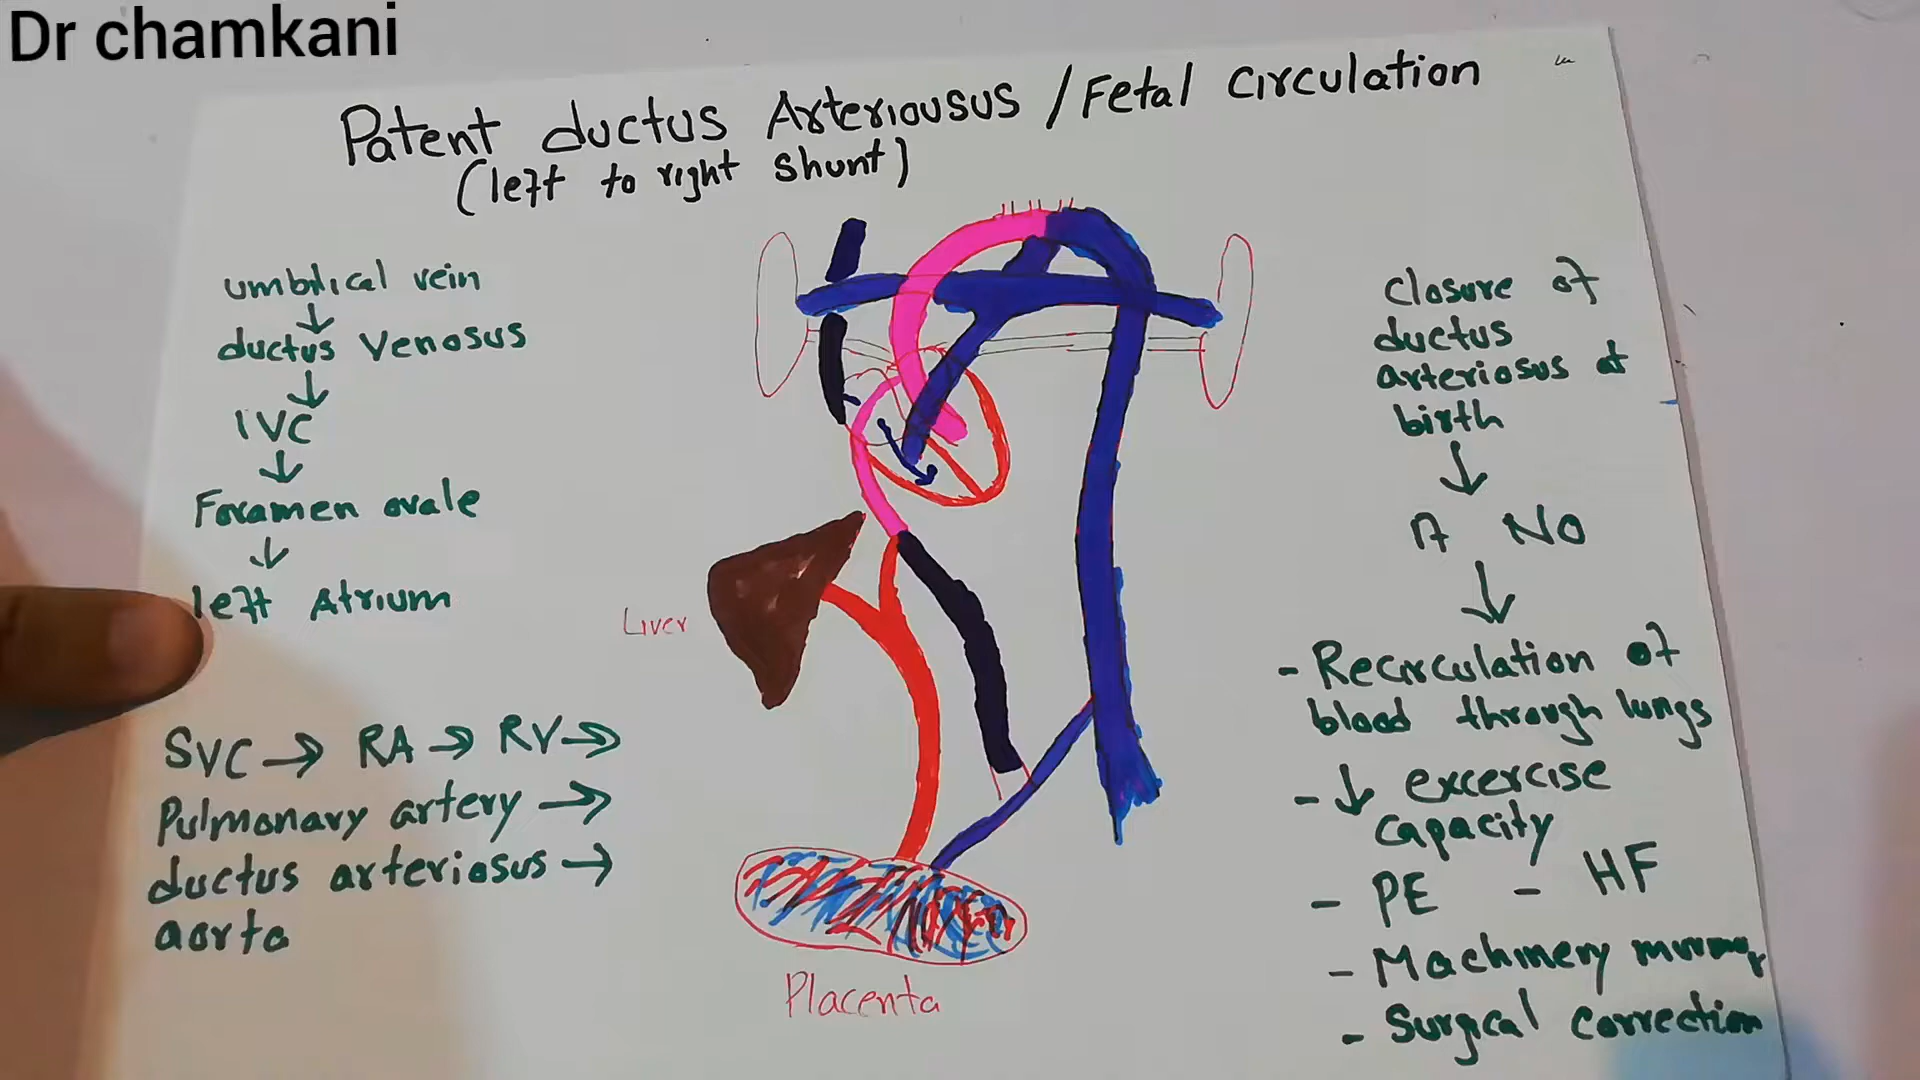 Dr chamkani
Patent ductus Arteriousus / Fetal circulation
(left to right shunt)
umbilical vein
↓
ductus venosus
↓
IVC
↓
Foramen ovale
↓
left Atrium
SVC → RA → RV →
Pulmonary artery →
ductus arteriosus →
aorta
Liver
Placenta
Closure of
ductus
arteriosus at
birth
↓
NO
↓
- Recirculation of
blood through lungs
- ↓ excercise
capacity
- PE - HF
- Machinery murmur
- Surgical correction